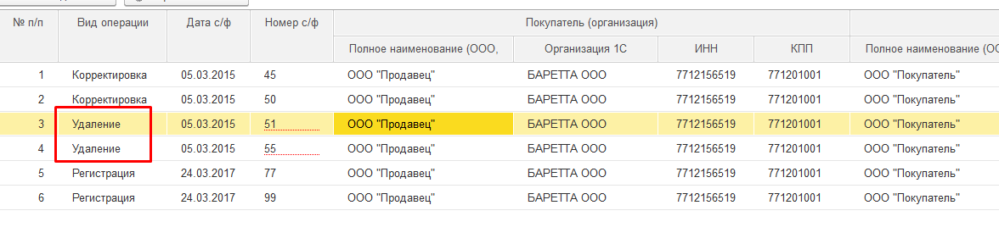 № п/п Вид операции Дата с/ф Номер с/ф Покупатель (организация)
Полное наименование (ООО, Организация 1С ИНН КПП Полное наименование (ОО
1 Корректировка 05.03.2015 45 ООО "Продавец" БАРЕТТА ООО 7712156519 771201001 ООО "Покупатель"
2 Корректировка 05.03.2015 50 ООО "Продавец" БАРЕТТА ООО 7712156519 771201001 ООО "Покупатель"
3 Удаление 05.03.2015 51 ООО "Продавец" БАРЕТТА ООО 7712156519 771201001 ООО "Покупатель"
4 Удаление 05.03.2015 55 ООО "Продавец" БАРЕТТА ООО 7712156519 771201001 ООО "Покупатель"
5 Регистрация 24.03.2017 77 ООО "Продавец" БАРЕТТА ООО 7712156519 771201001 ООО "Покупатель"
6 Регистрация 24.03.2017 99 ООО "Продавец" БАРЕТТА ООО 7712156519 771201001 ООО "Покупатель"